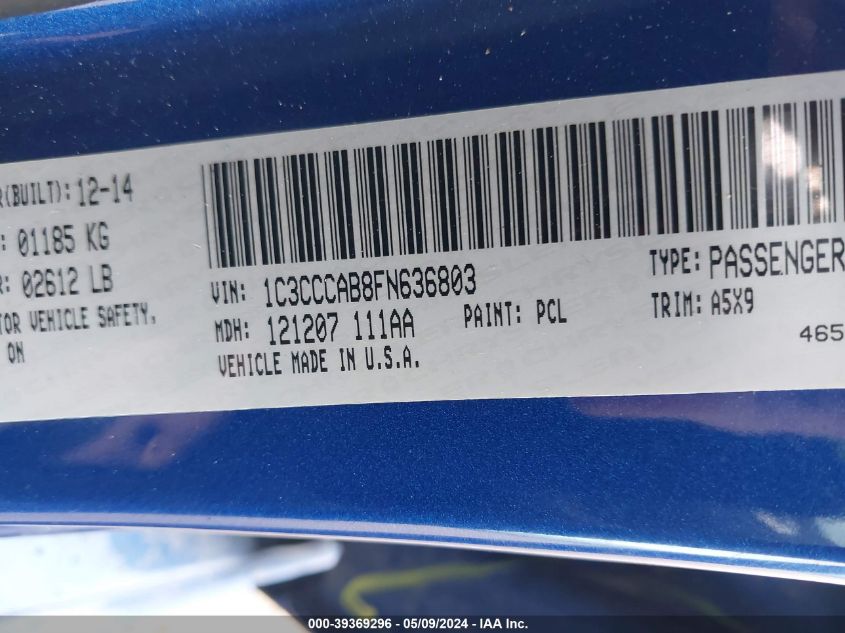 R(BUILT): 12-14
: 01185 KG
R: 02612 LB
TOR VEHICLE SAFETY,
ON
VIN: 1C3CCCAB8FN636803
TYPE: PASSENGER
MDH: 121207 111AA
PAINT: PCL
TRIM: A5X9
VEHICLE MADE IN U.S.A.
465
000-39369296 - 05/09/2024 - IAA Inc.